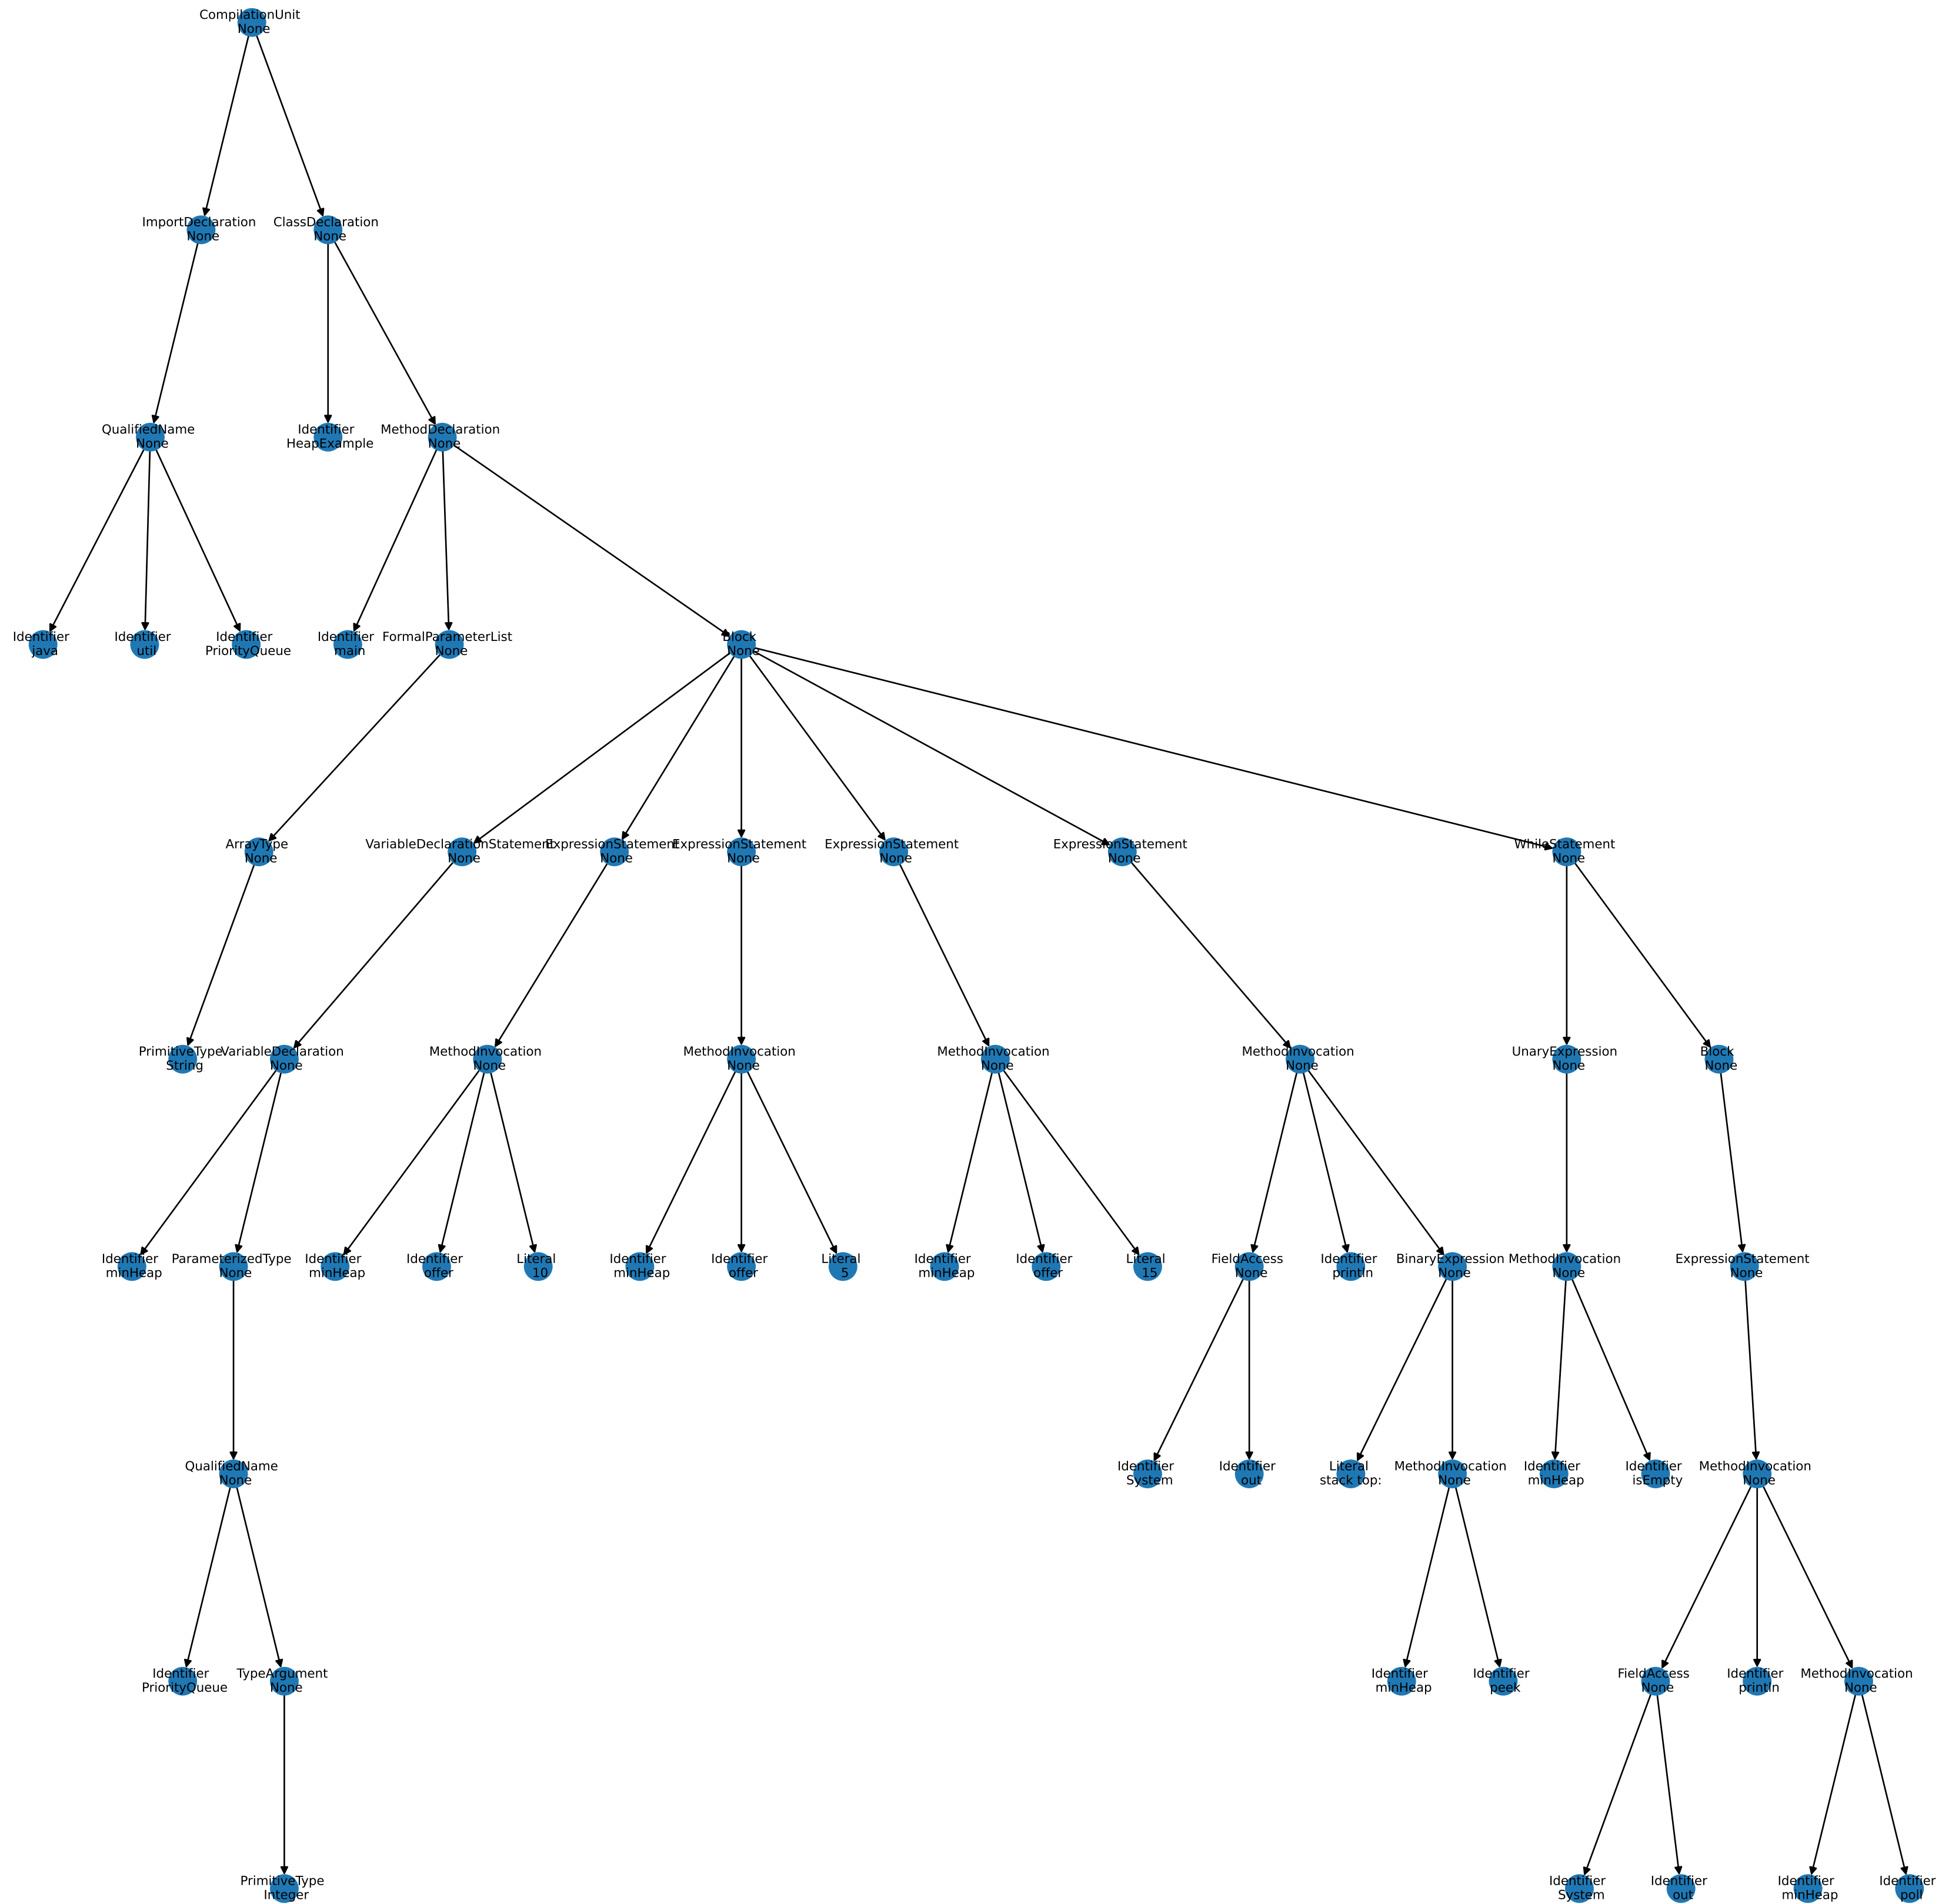 CompilationUnit
None
ImportDeclaration
None
ClassDeclaration
None
QualifiedName
None
Identifier
HeapExample
MethodDeclaration
None
Identifier
java
Identifier
util
Identifier
PriorityQueue
Identifier
main
FormalParameterList
None
Block
None
ArrayType
None
VariableDeclarationStatement
None
ExpressionStatement
None
ExpressionStatement
None
ExpressionStatement
None
ExpressionStatement
None
WhileStatement
None
PrimitiveType
String
VariableDeclaration
None
MethodInvocation
None
MethodInvocation
None
MethodInvocation
None
MethodInvocation
None
UnaryExpression
None
Block
None
Identifier
minHeap
ParameterizedType
None
Identifier
minHeap
Identifier
offer
Literal
10
Identifier
minHeap
Identifier
offer
Literal
5
Identifier
minHeap
Identifier
offer
Literal
15
FieldAccess
None
Identifier
println
BinaryExpression
None
MethodInvocation
None
ExpressionStatement
None
QualifiedName
None
Identifier
System
Identifier
out
Literal
stack top:
MethodInvocation
None
Identifier
minHeap
Identifier
isEmpty
MethodInvocation
None
Identifier
PriorityQueue
TypeArgument
None
Identifier
minHeap
Identifier
peek
FieldAccess
None
Identifier
println
MethodInvocation
None
PrimitiveType
Integer
Identifier
System
Identifier
out
Identifier
minHeap
Identifier
poll